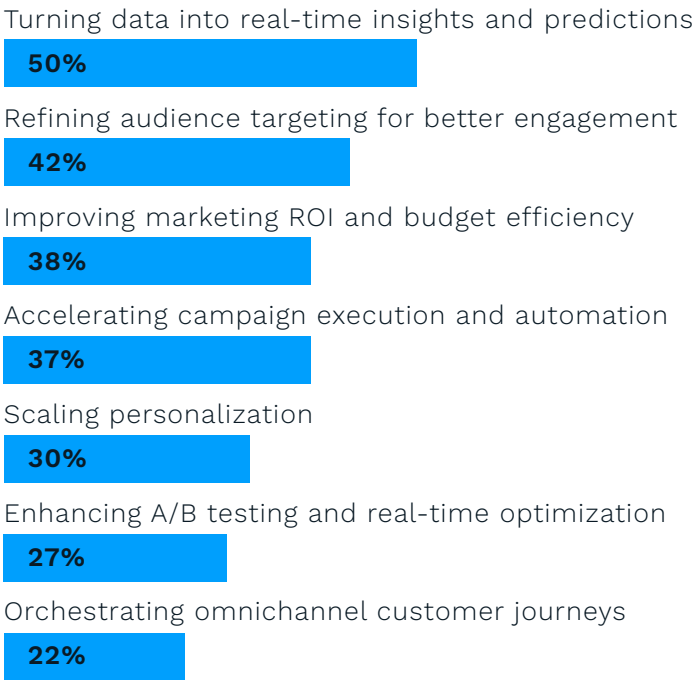 Turning data into real-time insights and predictions
50%
Refining audience targeting for better engagement
42%
Improving marketing ROI and budget efficiency
38%
Accelerating campaign execution and automation
37%
Scaling personalization
30%
Enhancing A/B testing and real-time optimization
27%
Orchestrating omnichannel customer journeys
22%